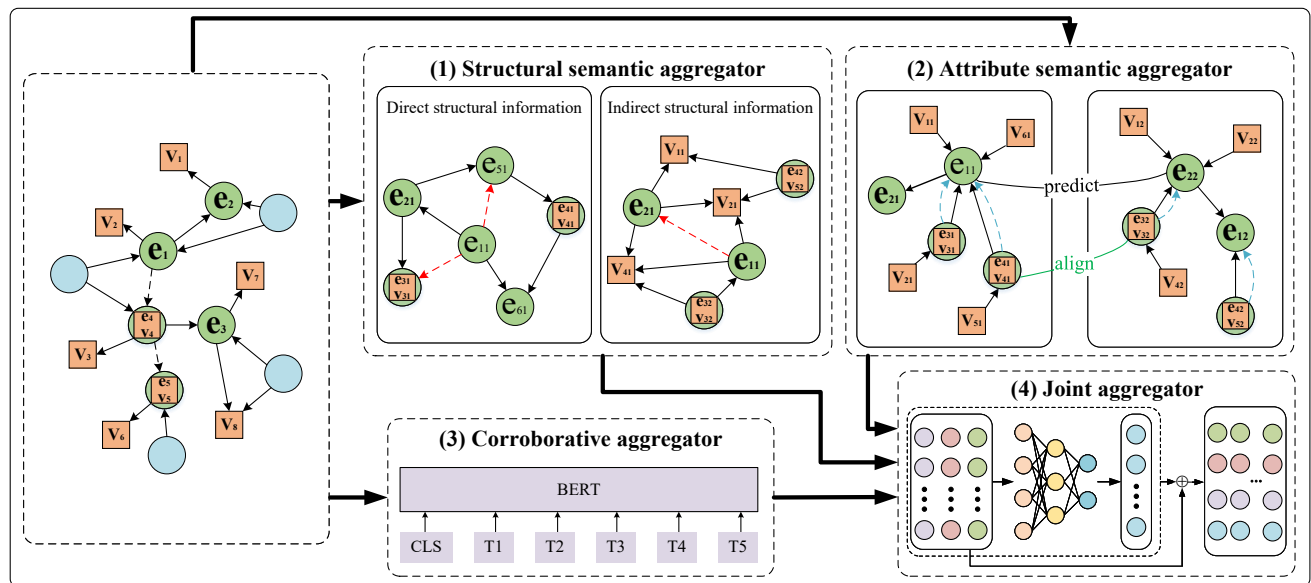 V₁
e₂
V₂
e₁
V₇
e₄
v₄
e₃
V₃
e₅
v₅
V₆
V₈
(1) Structural semantic aggregator
Direct structural information
e₅₁
e₂₁
e₄₁
v₄₁
e₁₁
e₃₁
v₃₁
e₆₁
Indirect structural information
V₁₁
e₄₂
v₅₂
e₂₁
V₂₁
V₄₁
e₁₁
e₃₂
v₃₂
(2) Attribute semantic aggregator
V₁₁
V₆₁
e₁₁
e₂₁
e₃₁
v₃₁
e₄₁
v₄₁
V₂₁
V₅₁
predict
align
V₁₂
V₂₂
e₂₂
e₃₂
v₃₂
e₁₂
V₄₂
e₄₂
v₅₂
(3) Corroborative aggregator
BERT
CLS T1 T2 T3 T4 T5
(4) Joint aggregator